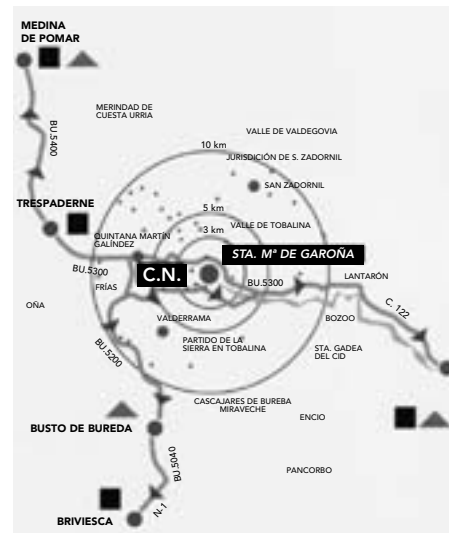 MEDINA
DE POMAR
MERINDAD DE
CUESTA URRIA
BU.5400
VALLE DE VALDEGOVIA
10 km
JURISDICIÓN DE S. ZADORNIL
SAN ZADORNIL
TRESPADERNE
5 km
VALLE DE TOBALINA
3 km
QUINTANA MARTÍN
GALÍNDEZ
STA. Mª DE GAROÑA
C.N.
BU.5300
BU.5300
LANTARÓN
FRÍAS
OÑA
C. 122
VALDERRAMA
BOZOO
PARTIDO DE LA
SIERRA EN TOBALINA
STA. GADEA
DEL CID
BU.5200
CASCAJARES DE BUREBA
MIRAVECHE
ENCIO
BUSTO DE BUREDA
BU.5040
PANCORBO
N-1
BRIVIESCA